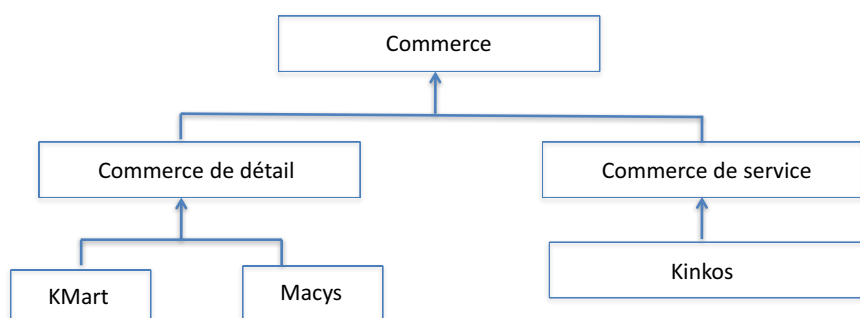 Commerce
Commerce de détail
Commerce de service
KMart
Macys
Kinkos